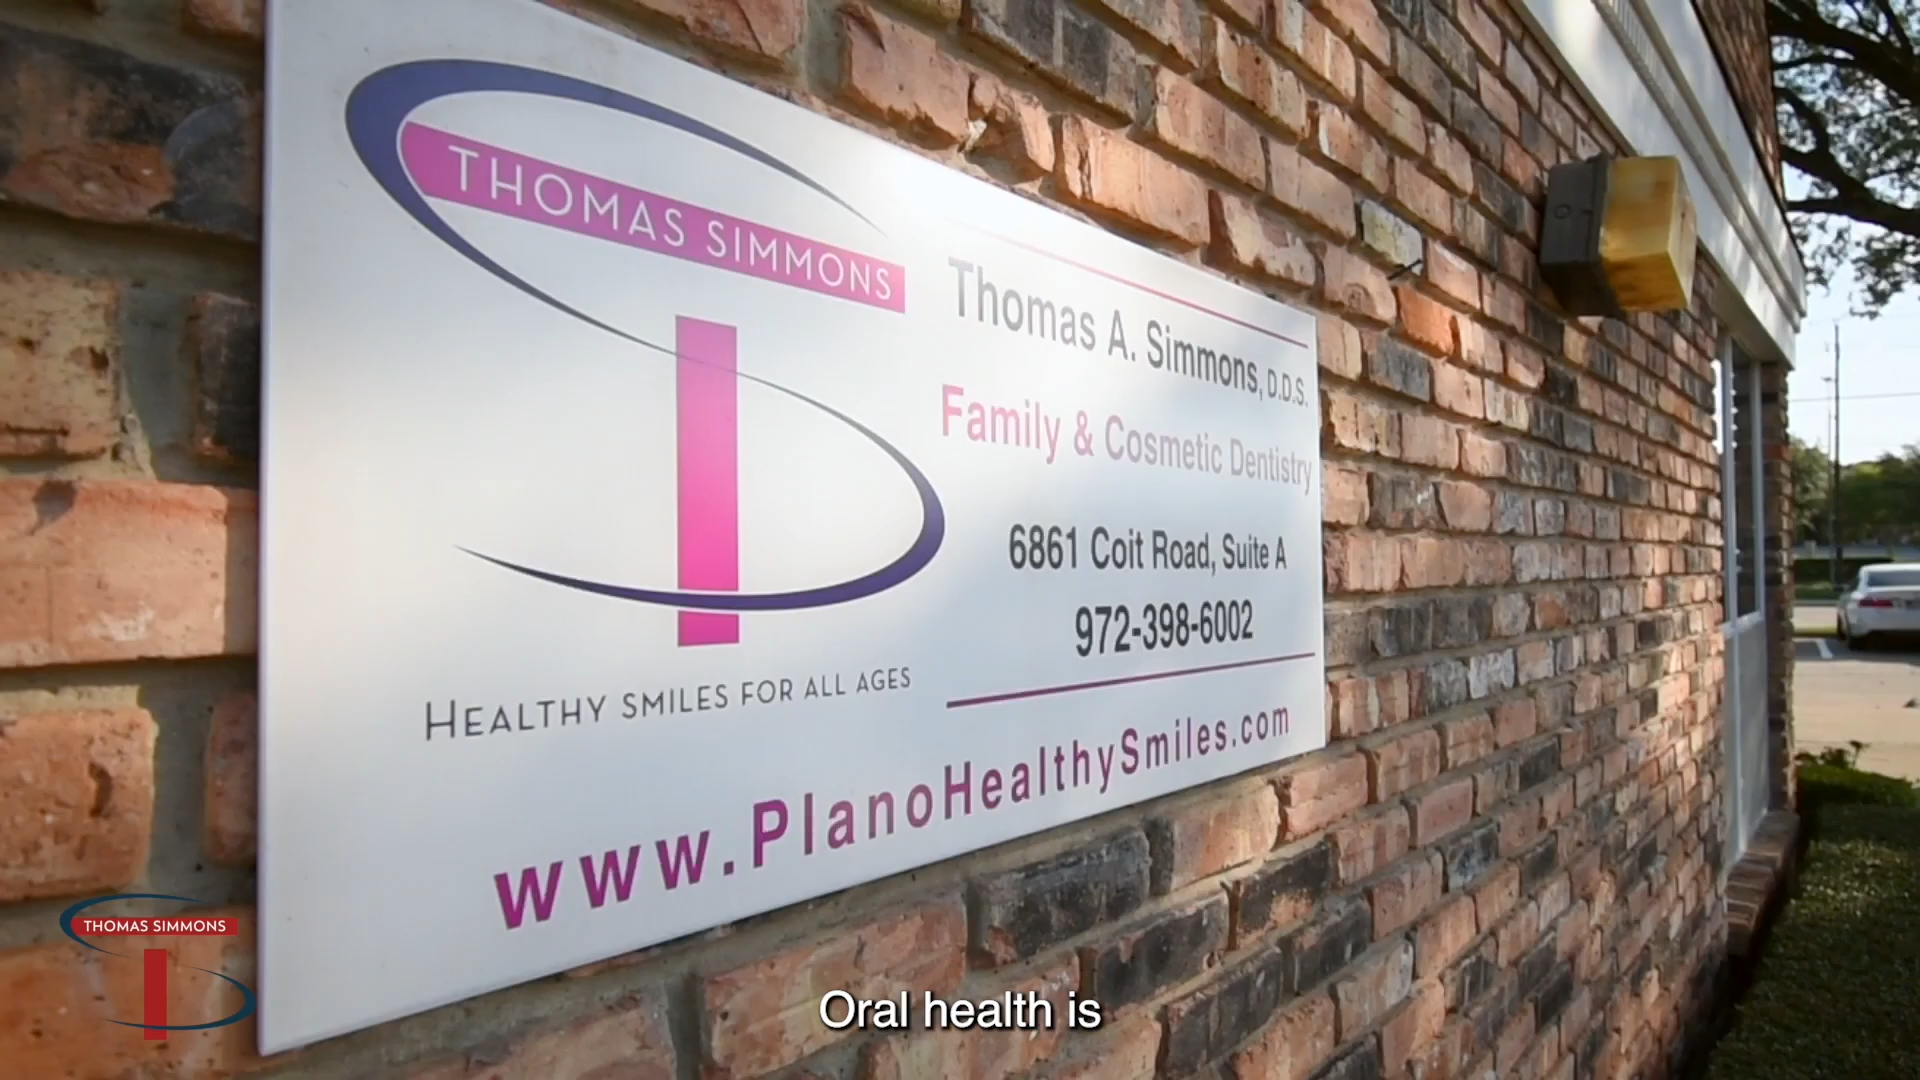 THOMAS SIMMONS
HEALTHY SMILES FOR ALL AGES
Thomas A. Simmons, D.D.S.
Family & Cosmetic Dentistry
6861 Coit Road, Suite A
972-398-6002
www.PlanoHealthySmiles.com
THOMAS SIMMONS
Oral health is